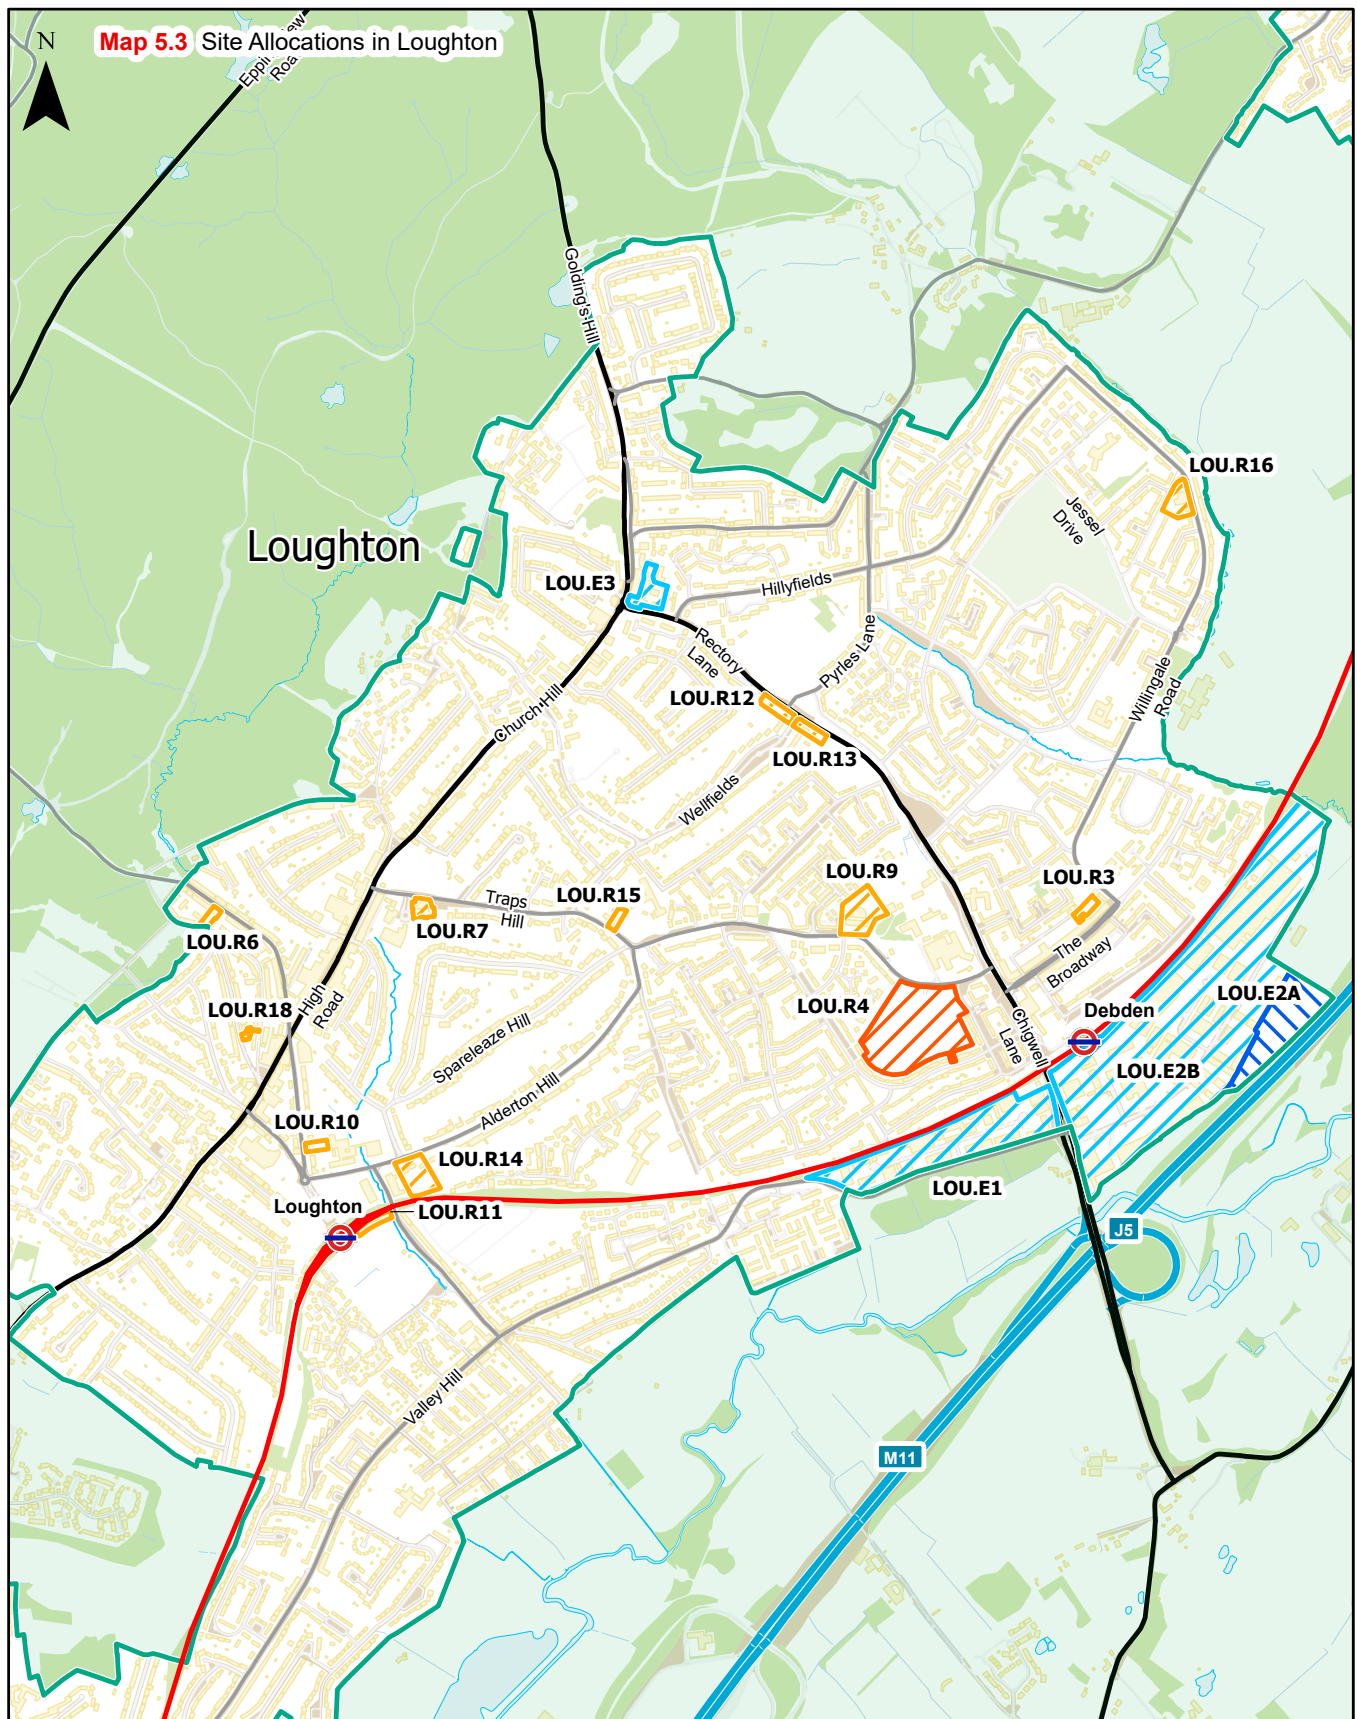 Map 5.3 Site Allocations in Loughton
N
Epping New
Road
Golding's Hill
LOU.R16
Jessel
Drive
Loughton
LOU.E3
Hillyfields
Rectory
Lane
Pyrles Lane
LOU.R12
Willingale
Road
Church Hill
LOU.R13
Wellfields
LOU.R9
LOU.R3
Traps
Hill
LOU.R15
LOU.R7
LOU.R6
The
Broadway
High
Road
LOU.R18
LOU.R4
LOU.E2A
Debden
Chigwell
Lane
Spareleaze Hill
LOU.E2B
Alderton Hill
LOU.R10
LOU.R14
LOU.E1
Loughton
LOU.R11
J5
Valley Hill
M11